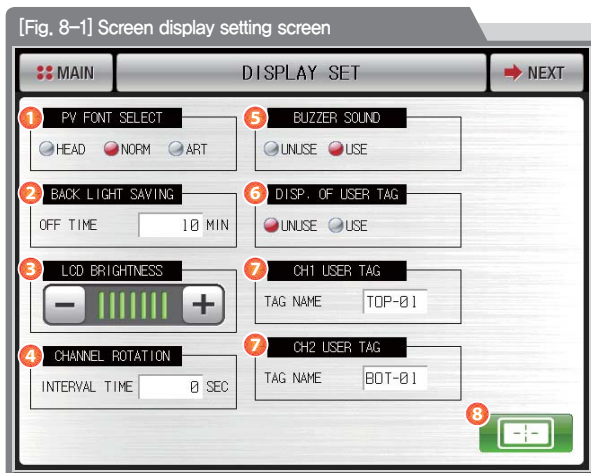 [Fig. 8-1] Screen display setting screen
MAIN
DISPLAY SET
NEXT
1 PV FONT SELECT
HEAD NORM ART
2 BACK LIGHT SAVING
OFF TIME 10 MIN
3 LCD BRIGHTNESS
− +
4 CHANNEL ROTATION
INTERVAL TIME 0 SEC
5 BUZZER SOUND
UNUSE USE
6 DISP. OF USER TAG
UNUSE USE
7 CH1 USER TAG
TAG NAME TOP-01
7 CH2 USER TAG
TAG NAME BOT-01
8